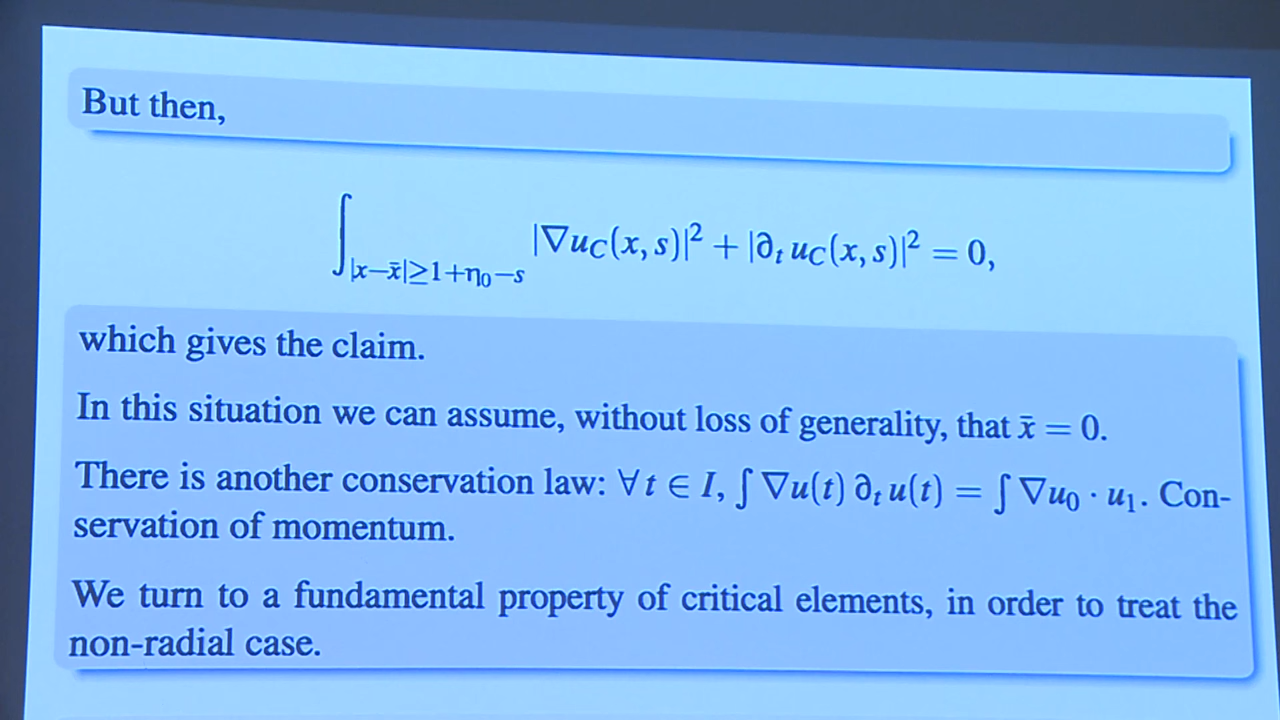 But then,
∫_{|x−x̄|≥1+η₀−s} |∇u_C(x, s)|² + |∂_t u_C(x, s)|² = 0,
which gives the claim.
In this situation we can assume, without loss of generality, that x̄ = 0.
There is another conservation law: ∀ t ∈ I, ∫ ∇u(t) ∂_t u(t) = ∫ ∇u₀ · u₁. Con-
servation of momentum.
We turn to a fundamental property of critical elements, in order to treat the
non-radial case.